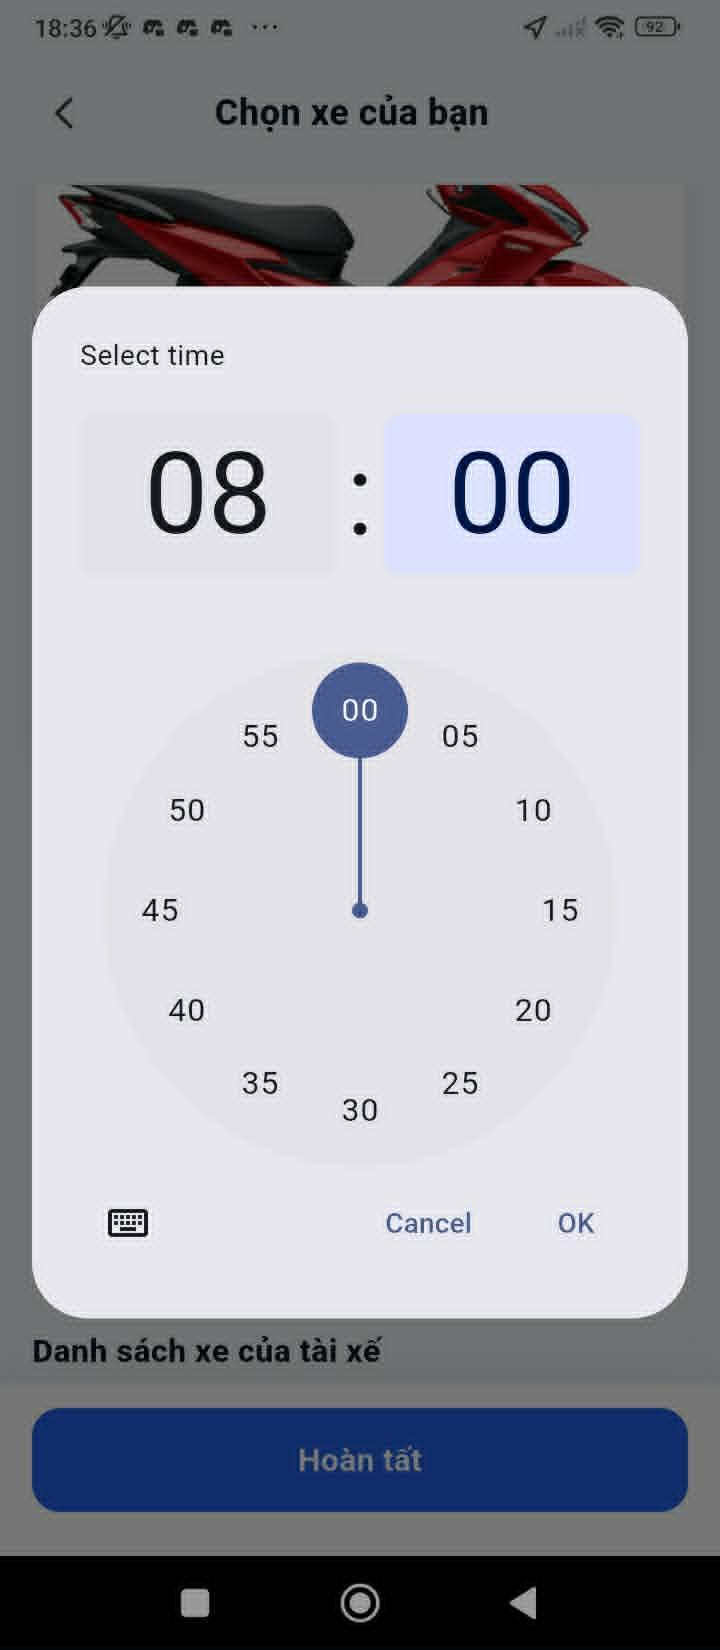 18:36 ... 92
Chọn xe của bạn
Select time
08 : 00
00
55 05
50 10
45 15
40 20
35 25
30
Cancel OK
Danh sách xe của tài xế
Hoàn tất